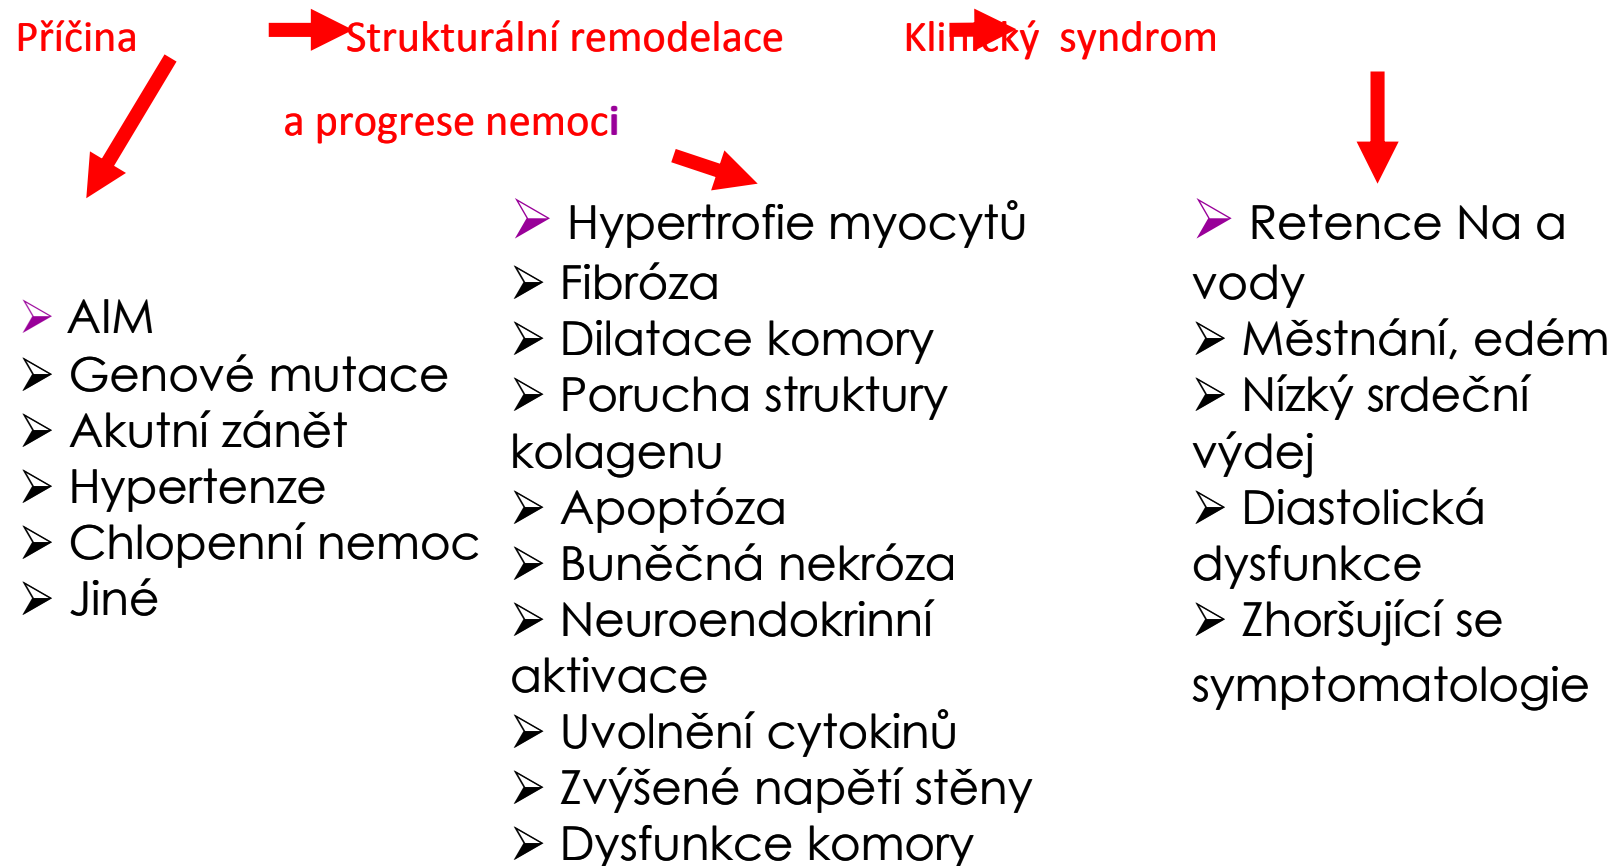 Příčina
Strukturální remodelace
a progrese nemoci
Klinický syndrom
➢ AIM
➢ Genové mutace
➢ Akutní zánět
➢ Hypertenze
➢ Chlopenní nemoc
➢ Jiné
➢ Hypertrofie myocytů
➢ Fibróza
➢ Dilatace komory
➢ Porucha struktury
kolagenu
➢ Apoptóza
➢ Buněčná nekróza
➢ Neuroendokrinní
aktivace
➢ Uvolnění cytokinů
➢ Zvýšené napětí stěny
➢ Dysfunkce komory
➢ Retence Na a
vody
➢ Městnání, edém
➢ Nízký srdeční
výdej
➢ Diastolická
dysfunkce
➢ Zhoršující se
symptomatologie